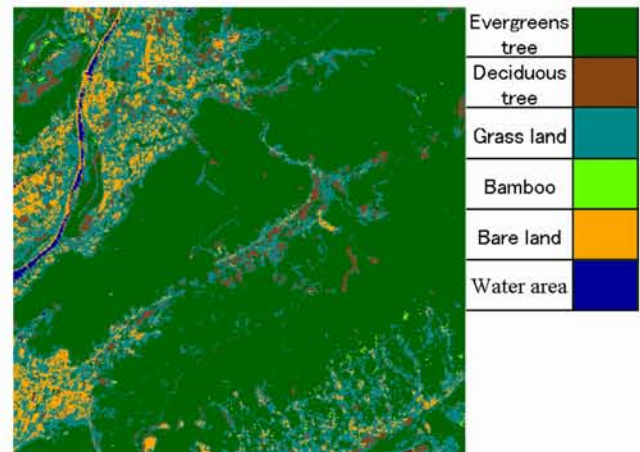 Evergreens
tree
Deciduous
tree
Grass land
Bamboo
Bare land
Water area